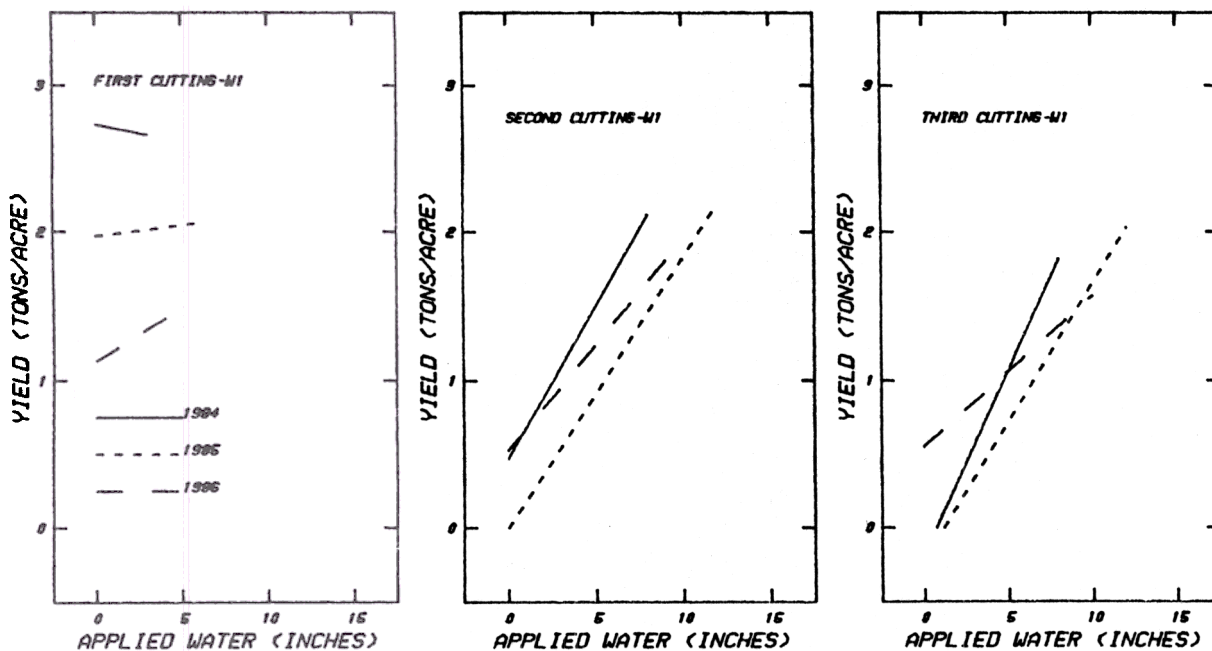 FIRST CUTTING-W1
YIELD (TONS/ACRE)
3
2
1
0
1984
1985
1986
0 5 10 15
APPLIED WATER (INCHES)
SECOND CUTTING-W1
YIELD (TONS/ACRE)
3
2
1
0
0 5 10 15
APPLIED WATER (INCHES)
THIRD CUTTING-W1
YIELD (TONS/ACRE)
3
2
1
0
0 5 10 15
APPLIED WATER (INCHES)